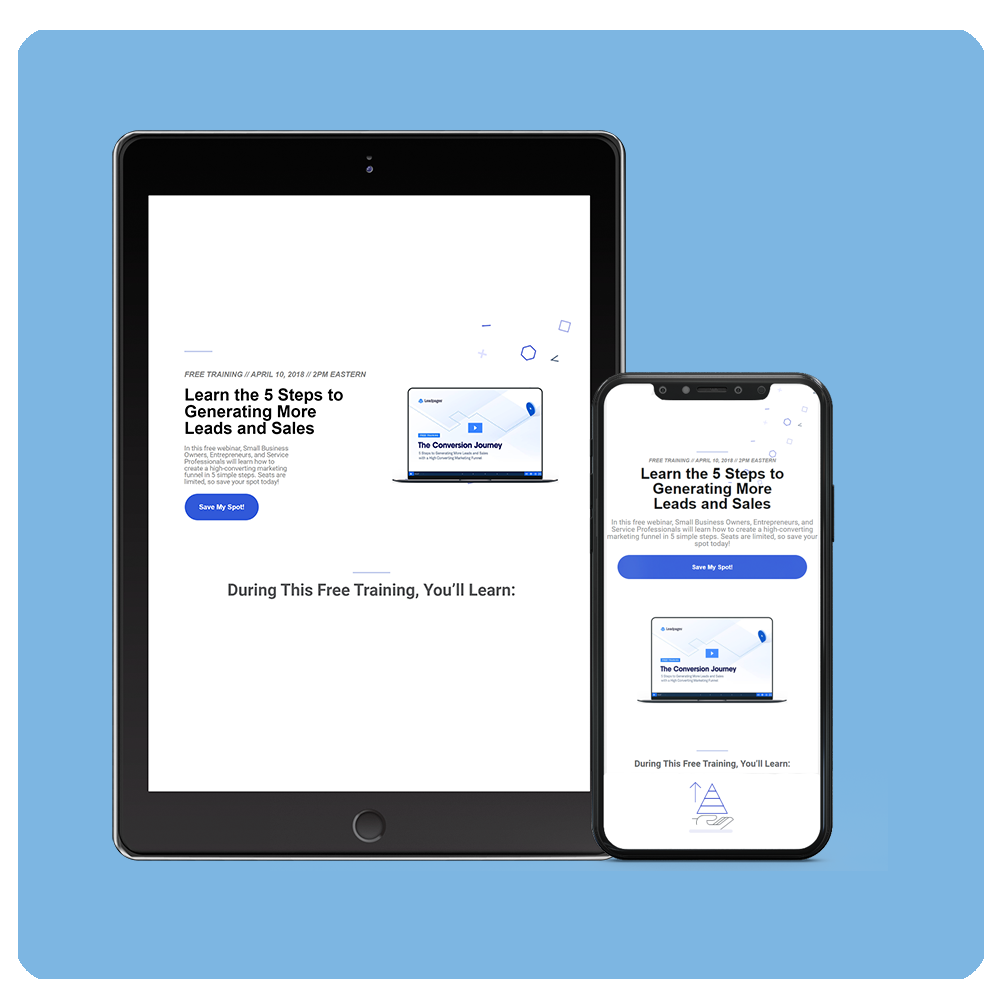 FREE TRAINING // APRIL 10, 2018 // 2PM EASTERN
Learn the 5 Steps to
Generating More
Leads and Sales
In this free webinar, Small Business
Owners, Entrepreneurs, and Service
Professionals will learn how to
create a high-converting marketing
funnel in 5 simple steps. Seats are
limited, so save your spot today!
Save My Spot!
Leadpages
FREE TRAINING
The Conversion Journey
5 Steps to Generating More Leads and Sales
with a High Converting Marketing Funnel
During This Free Training, You'll Learn:
FREE TRAINING // APRIL 10, 2018 // 2PM EASTERN
Learn the 5 Steps to
Generating More
Leads and Sales
In this free webinar, Small Business Owners, Entrepreneurs, and
Service Professionals will learn how to create a high-converting
marketing funnel in 5 simple steps. Seats are limited, so save your
spot today!
Save My Spot!
Leadpages
The Conversion Journey
5 Steps to Generating More Leads and Sales
with a High Converting Marketing Funnel
During This Free Training, You'll Learn: